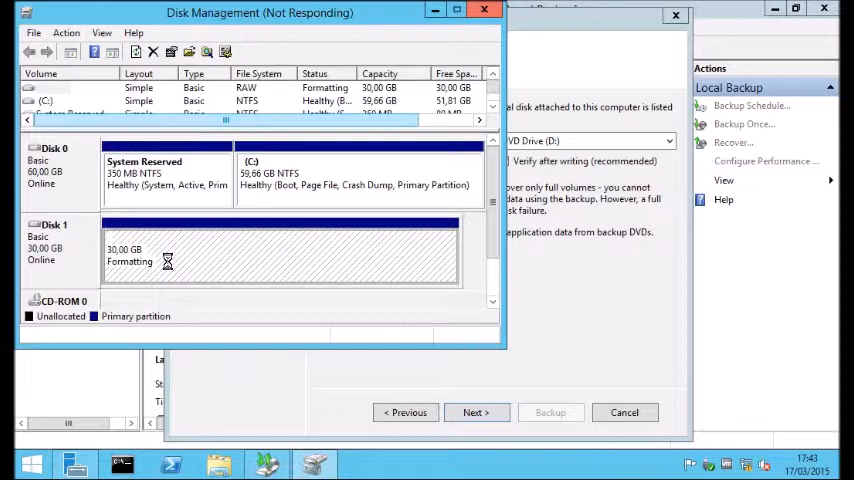 Disk Management (Not Responding)
File Action View Help
Volume Layout Type File System Status Capacity Free Spa...
Simple Basic RAW Formatting 30,00 GB 30,00 GB
(C:) Simple Basic NTFS Healthy (B... 59,66 GB 51,81 GB
Disk 0
Basic
60,00 GB
Online
System Reserved
350 MB NTFS
Healthy (System, Active, Prim
(C:)
59,66 GB NTFS
Healthy (Boot, Page File, Crash Dump, Primary Partition)
Disk 1
Basic
30,00 GB
Online
30,00 GB
Formatting
CD-ROM 0
Unallocated Primary partition
al disk attached to this computer is listed
VD Drive (D:)
Verify after writing (recommended)
over only full volumes - you cannot
data using the backup. However, a full
sk failure.
application data from backup DVDs.
< Previous Next > Backup Cancel
La
St
Ti
Actions
Local Backup
Backup Schedule...
Backup Once...
Recover...
Configure Performance ...
View
Help
17:43
17/03/2015